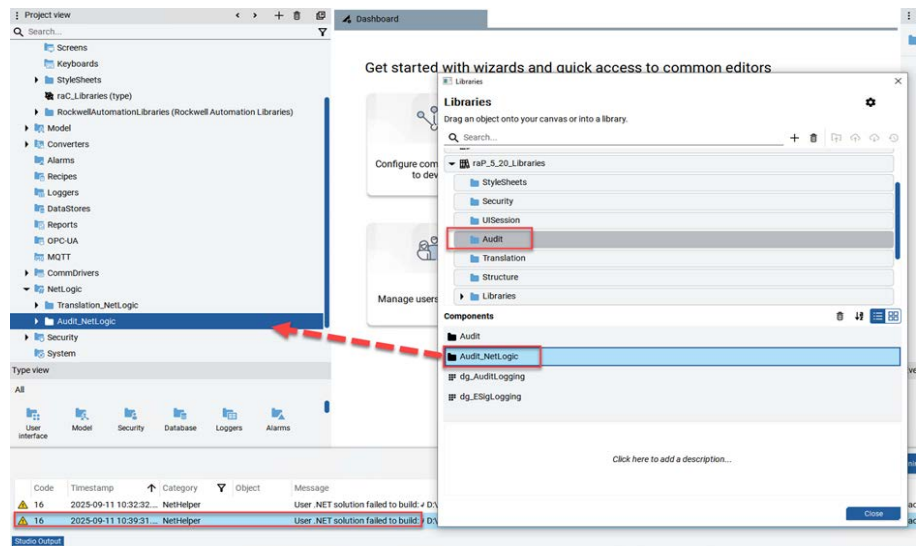 Project view
Dashboard
Search...
Screens
Keyboards
StyleSheets
raC_Libraries (type)
RockwellAutomationLibraries (Rockwell Automation Libraries)
Model
Converters
Alarms
Recipes
Loggers
DataStores
Reports
OPC-UA
MQTT
CommDrivers
NetLogic
Translation_NetLogic
Audit_NetLogic
Security
System
Type view
All
User interface
Model
Security
Database
Loggers
Alarms
Get started with wizards and quick access to common editors
Configure com
to dev
Manage users
Libraries
Libraries
Drag an object onto your canvas or into a library.
Search...
raP_5_20_Libraries
StyleSheets
Security
UISession
Audit
Translation
Structure
Libraries
Components
Audit
Audit_NetLogic
dg_AuditLogging
dg_ESigLogging
Click here to add a description...
Close
Code Timestamp Category Object Message
16 2025-09-11 10:32:32... NetHelper User .NET solution failed to build: D:\
16 2025-09-11 10:39:31... NetHelper User .NET solution failed to build: D:\
Studio Output